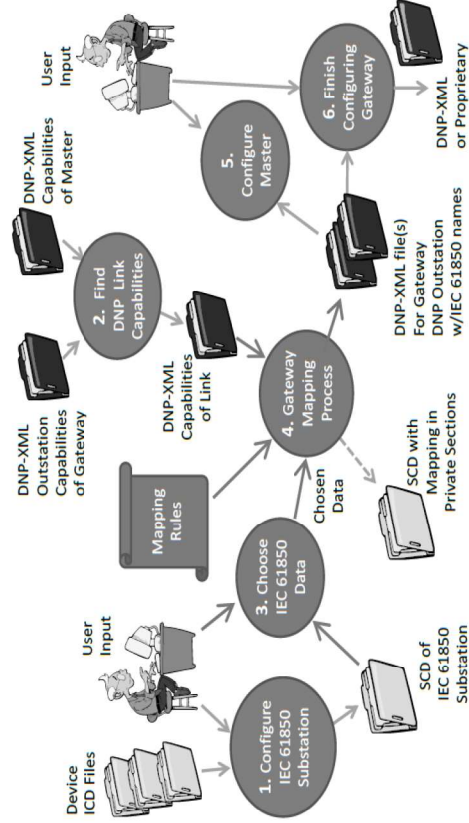 Device
ICD Files
User
Input
1. Configure
IEC 61850
Substation
SCD of
IEC 61850
Substation
3. Choose
IEC 61850
Data
Mapping
Rules
Chosen
Data
DNP-XML
Outstation
Capabilities
of Gateway
DNP-XML
Capabilities
of Master
2. Find
DNP Link
Capabilities
DNP-XML
Capabilities
of Link
4. Gateway
Mapping
Process
SCD with
Mapping in
Private Sections
DNP-XML file(s)
For Gateway
DNP Outstation
w/IEC 61850 names
User
Input
5.
Configure
Master
6. Finish
Configuring
Gateway
DNP-XML
or Proprietary